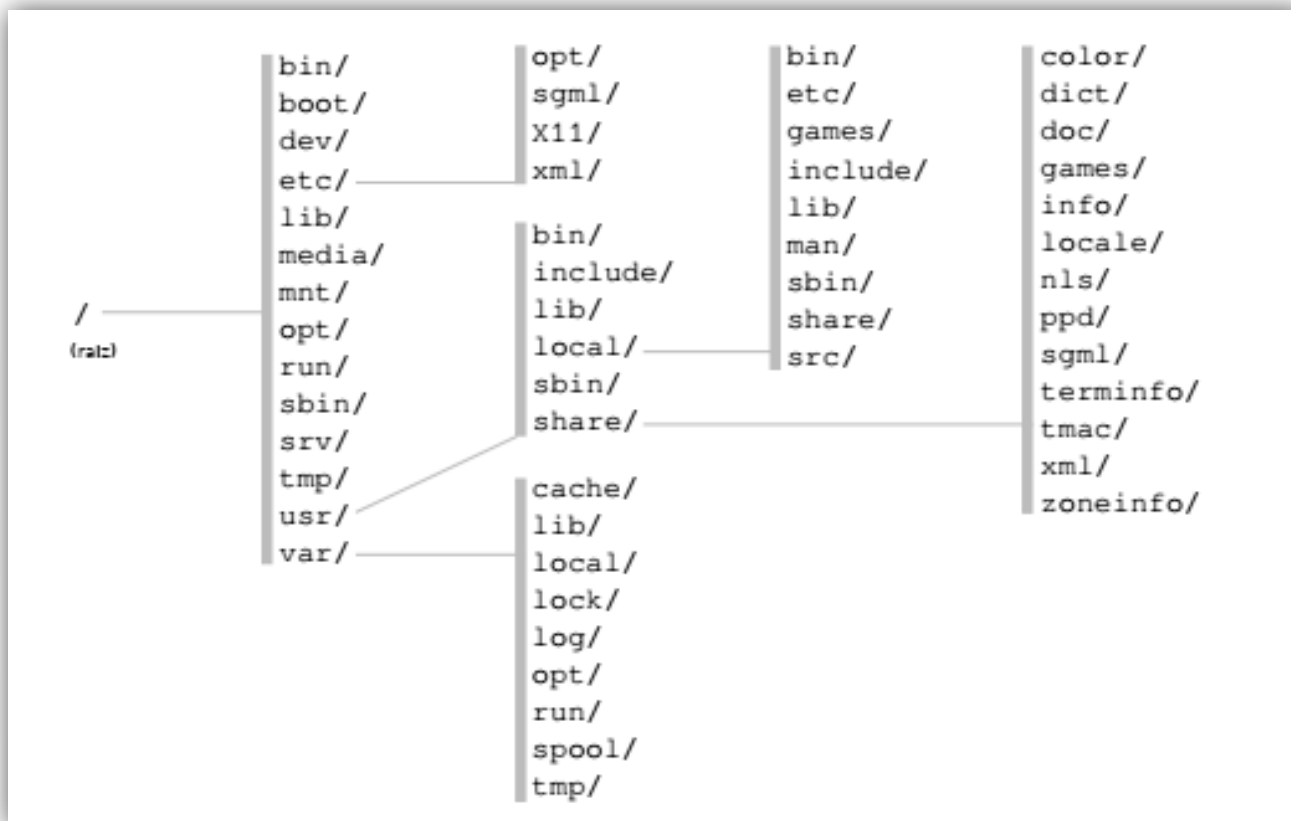 /
(raiz)
bin/
boot/
dev/
etc/
lib/
media/
mnt/
opt/
run/
sbin/
srv/
tmp/
usr/
var/
opt/
sgml/
X11/
xml/
bin/
include/
lib/
local/
sbin/
share/
cache/
lib/
local/
lock/
log/
opt/
run/
spool/
tmp/
bin/
etc/
games/
include/
lib/
man/
sbin/
share/
src/
color/
dict/
doc/
games/
info/
locale/
nls/
ppd/
sgml/
terminfo/
tmac/
xml/
zoneinfo/